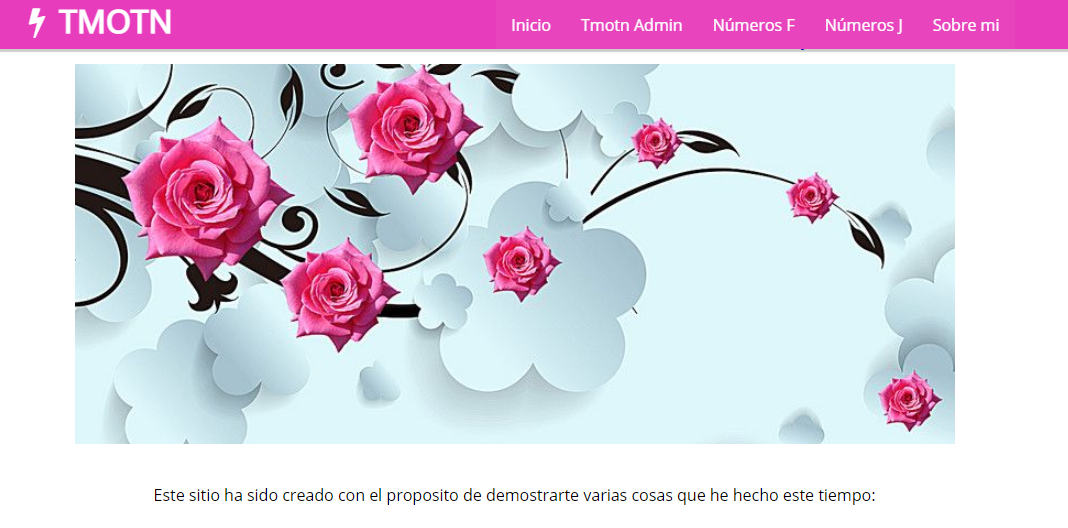 TMOTN
Inicio Tmotn Admin Números F Números J Sobre mi
Este sitio ha sido creado con el proposito de demostrarte varias cosas que he hecho este tiempo: